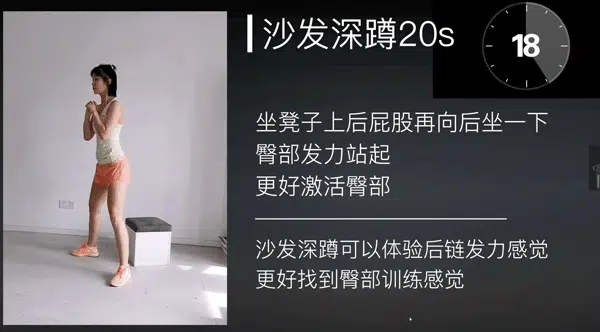 沙发深蹲20s
18
坐凳子上后屁股再向后坐一下
臀部发力站起
更好激活臀部
沙发深蹲可以体验后链发力感觉
更好找到臀部训练感觉